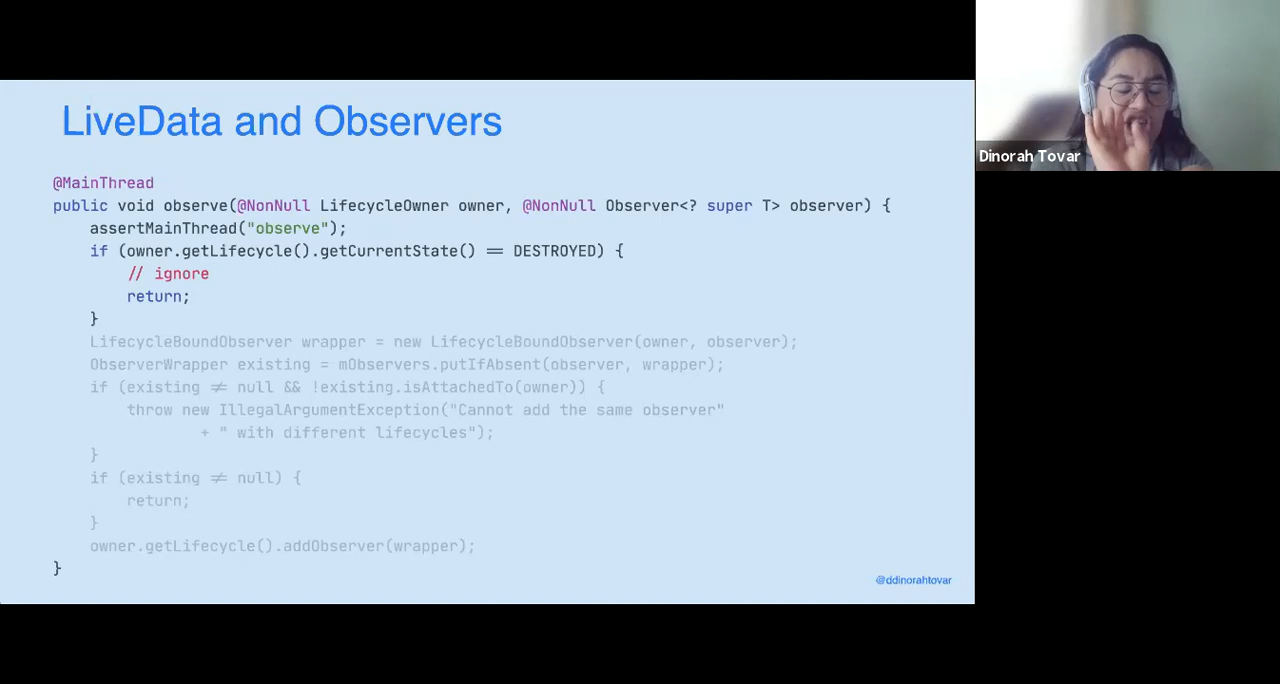 LiveData and Observers
@MainThread
public void observe(@NonNull LifecycleOwner owner, @NonNull Observer<? super T> observer) {
assertMainThread("observe");
if (owner.getLifecycle().getCurrentState() == DESTROYED) {
// ignore
return;
}
LifecycleBoundObserver wrapper = new LifecycleBoundObserver(owner, observer);
ObserverWrapper existing = mObservers.putIfAbsent(observer, wrapper);
if (existing ≠ null && !existing.isAttachedTo(owner)) {
throw new IllegalArgumentException("Cannot add the same observer"
+ " with different lifecycles");
}
if (existing ≠ null) {
return;
}
owner.getLifecycle().addObserver(wrapper);
}
@ddinorahtovar
Dinorah Tovar